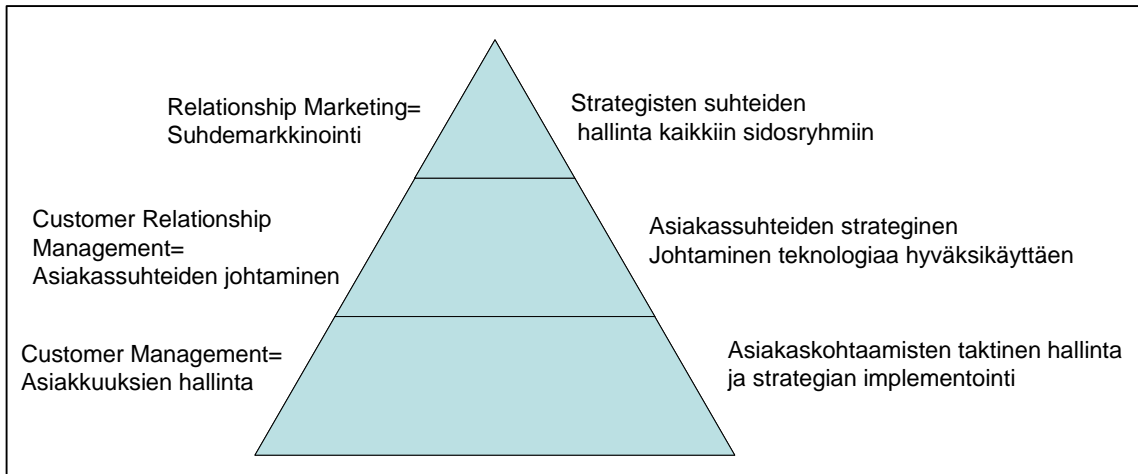 Relationship Marketing=
Suhdemarkkinointi
Strategisten suhteiden
hallinta kaikkiin sidosryhmiin
Customer Relationship
Management=
Asiakassuhteiden johtaminen
Asiakassuhteiden strateginen
Johtaminen teknologiaa hyväksikäyttäen
Customer Management=
Asiakkuuksien hallinta
Asiakaskohtaamisten taktinen hallinta
ja strategian implementointi